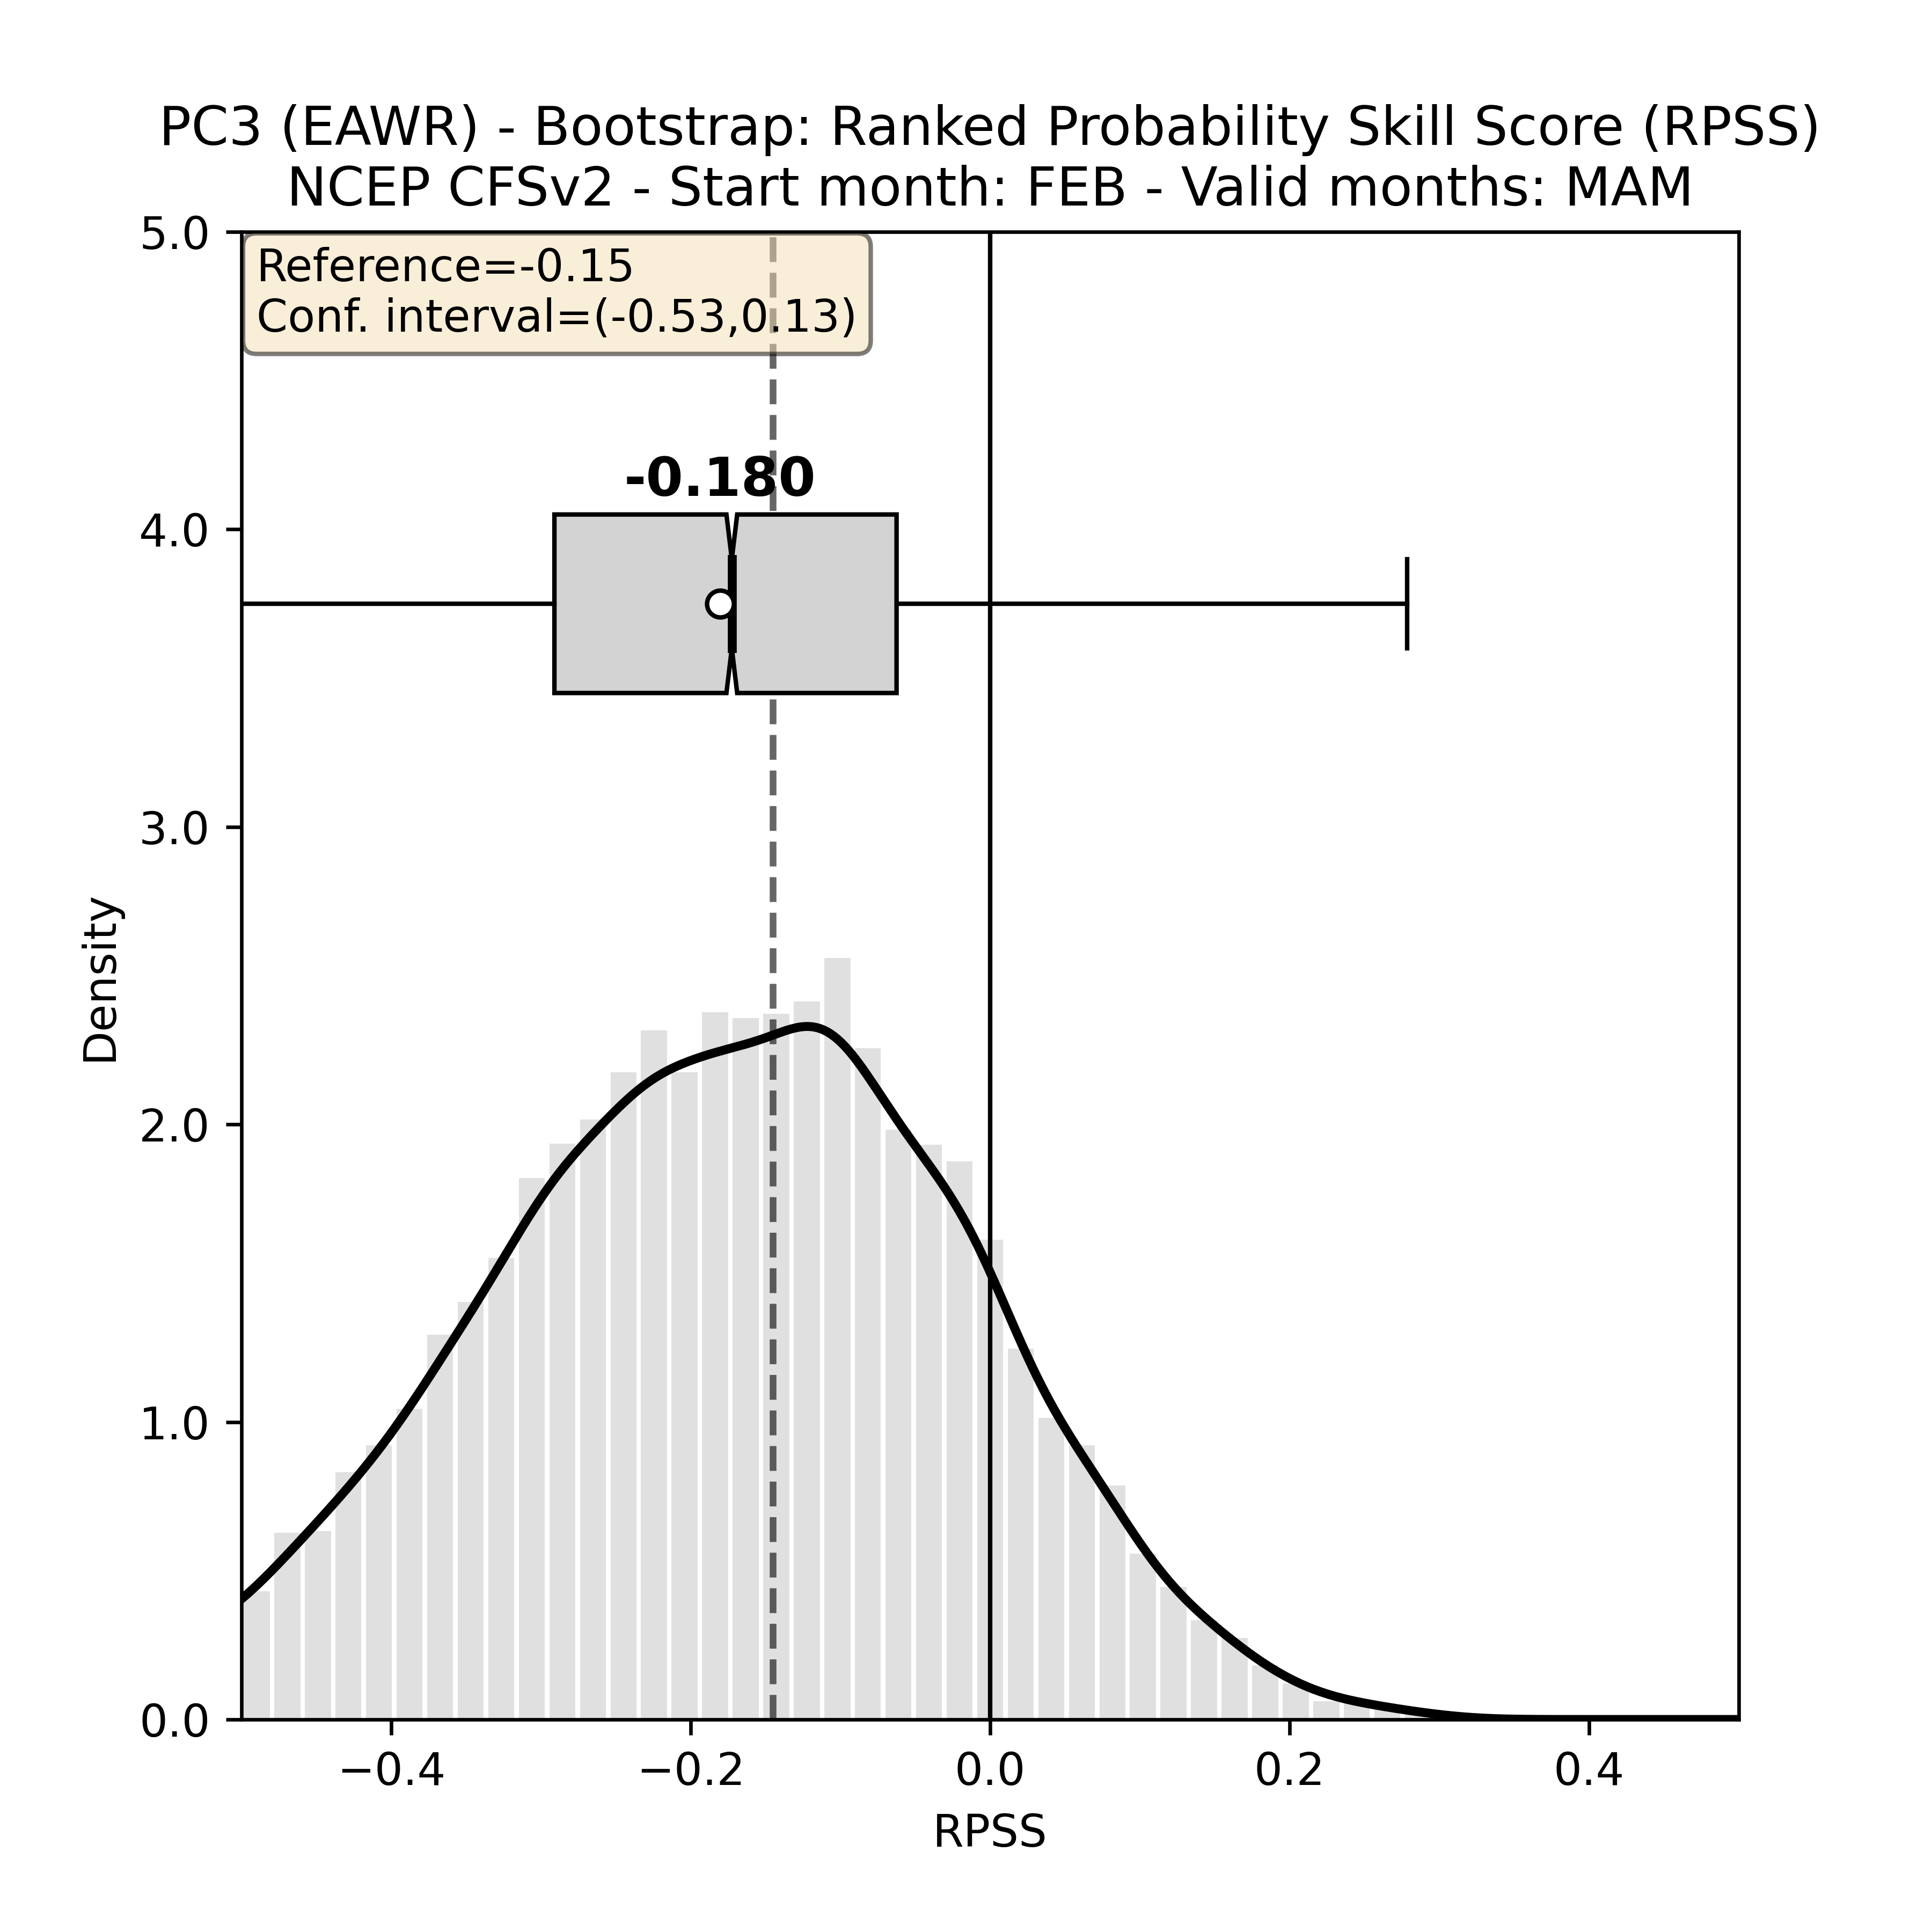 PC3 (EAWR) - Bootstrap: Ranked Probability Skill Score (RPSS)
NCEP CFSv2 - Start month: FEB - Valid months: MAM
Reference=-0.15
Conf. interval=(-0.53,0.13)
-0.180
5.0
4.0
3.0
2.0
1.0
0.0
Density
−0.4
−0.2
0.0
0.2
0.4
RPSS